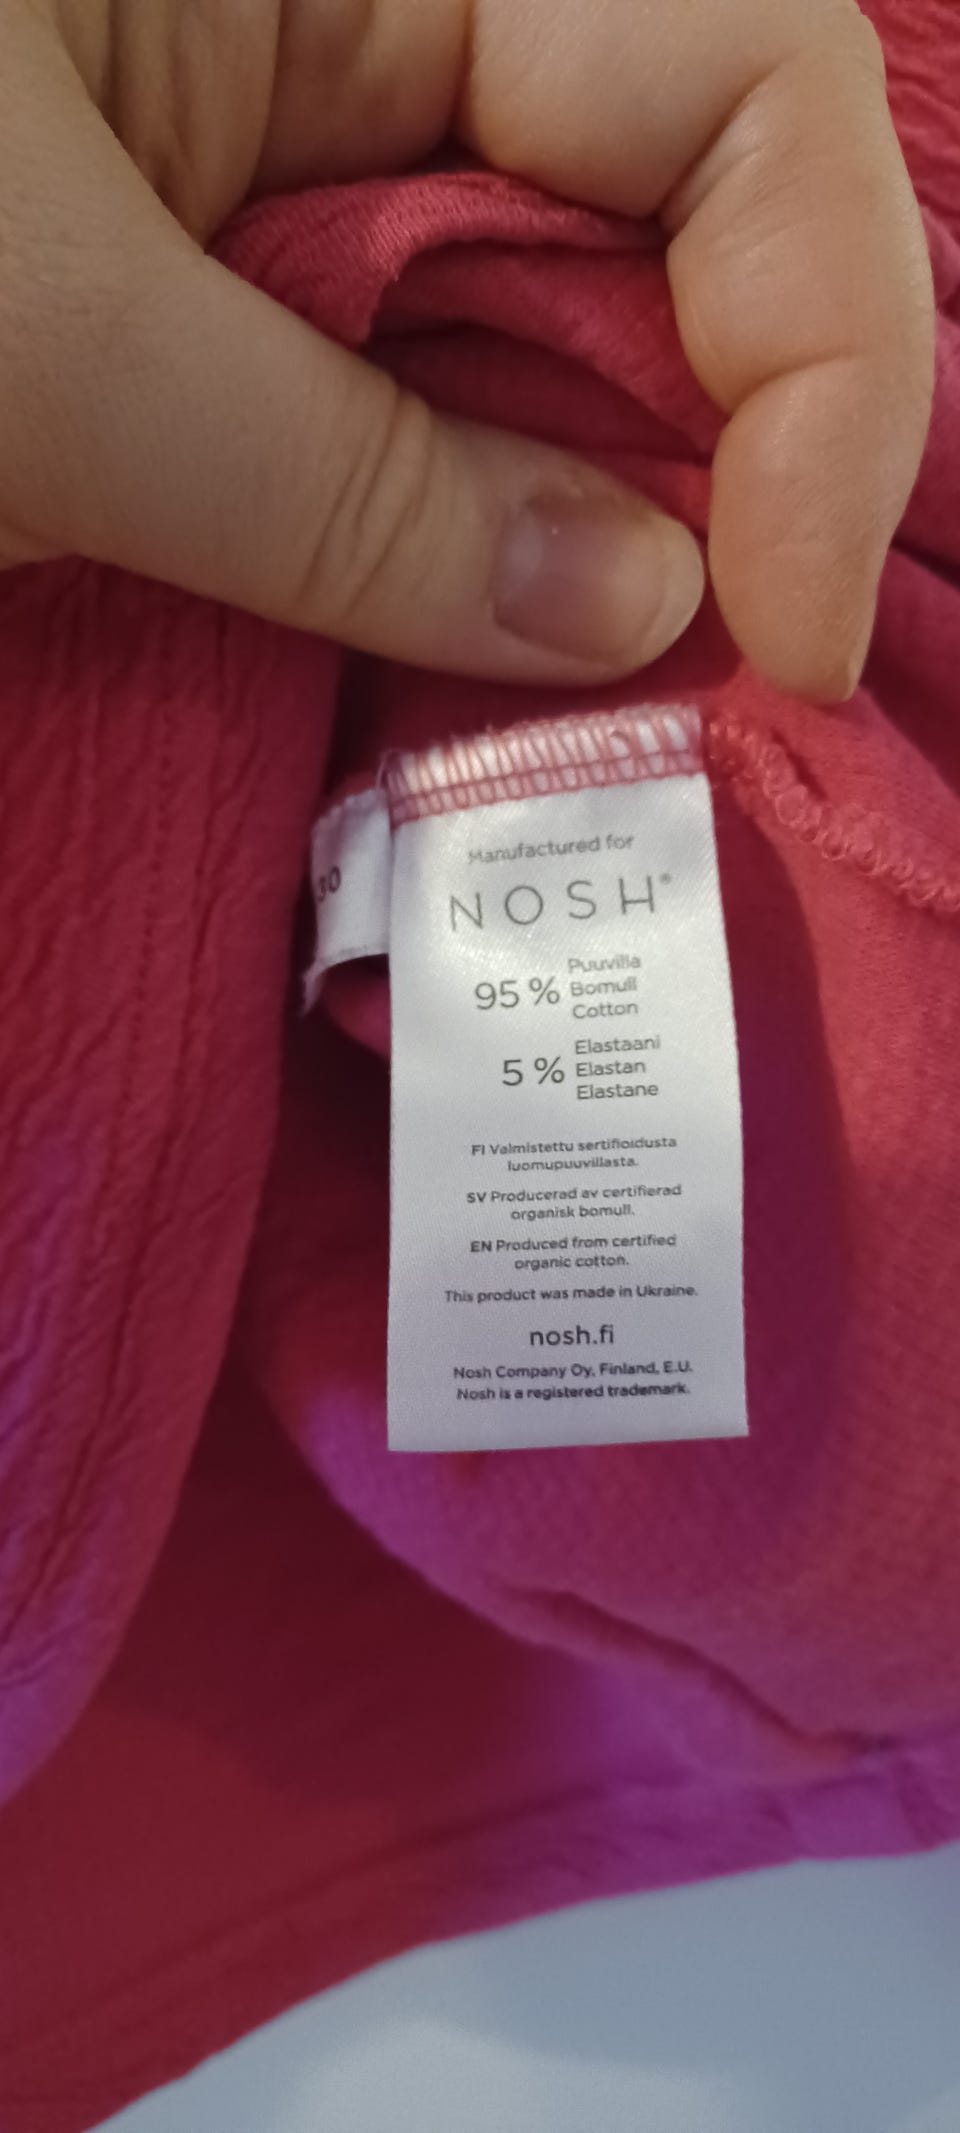 Manufactured for
NOSH®
95 % Puuvilla
Bomull
Cotton
5 % Elastaani
Elastan
Elastane
FI Valmistettu sertifioidusta
luomupuuvillasta.
SV Producerad av certifierad
organisk bomull.
EN Produced from certified
organic cotton.
This product was made in Ukraine.
nosh.fi
Nosh Company Oy, Finland, E.U.
Nosh is a registered trademark.